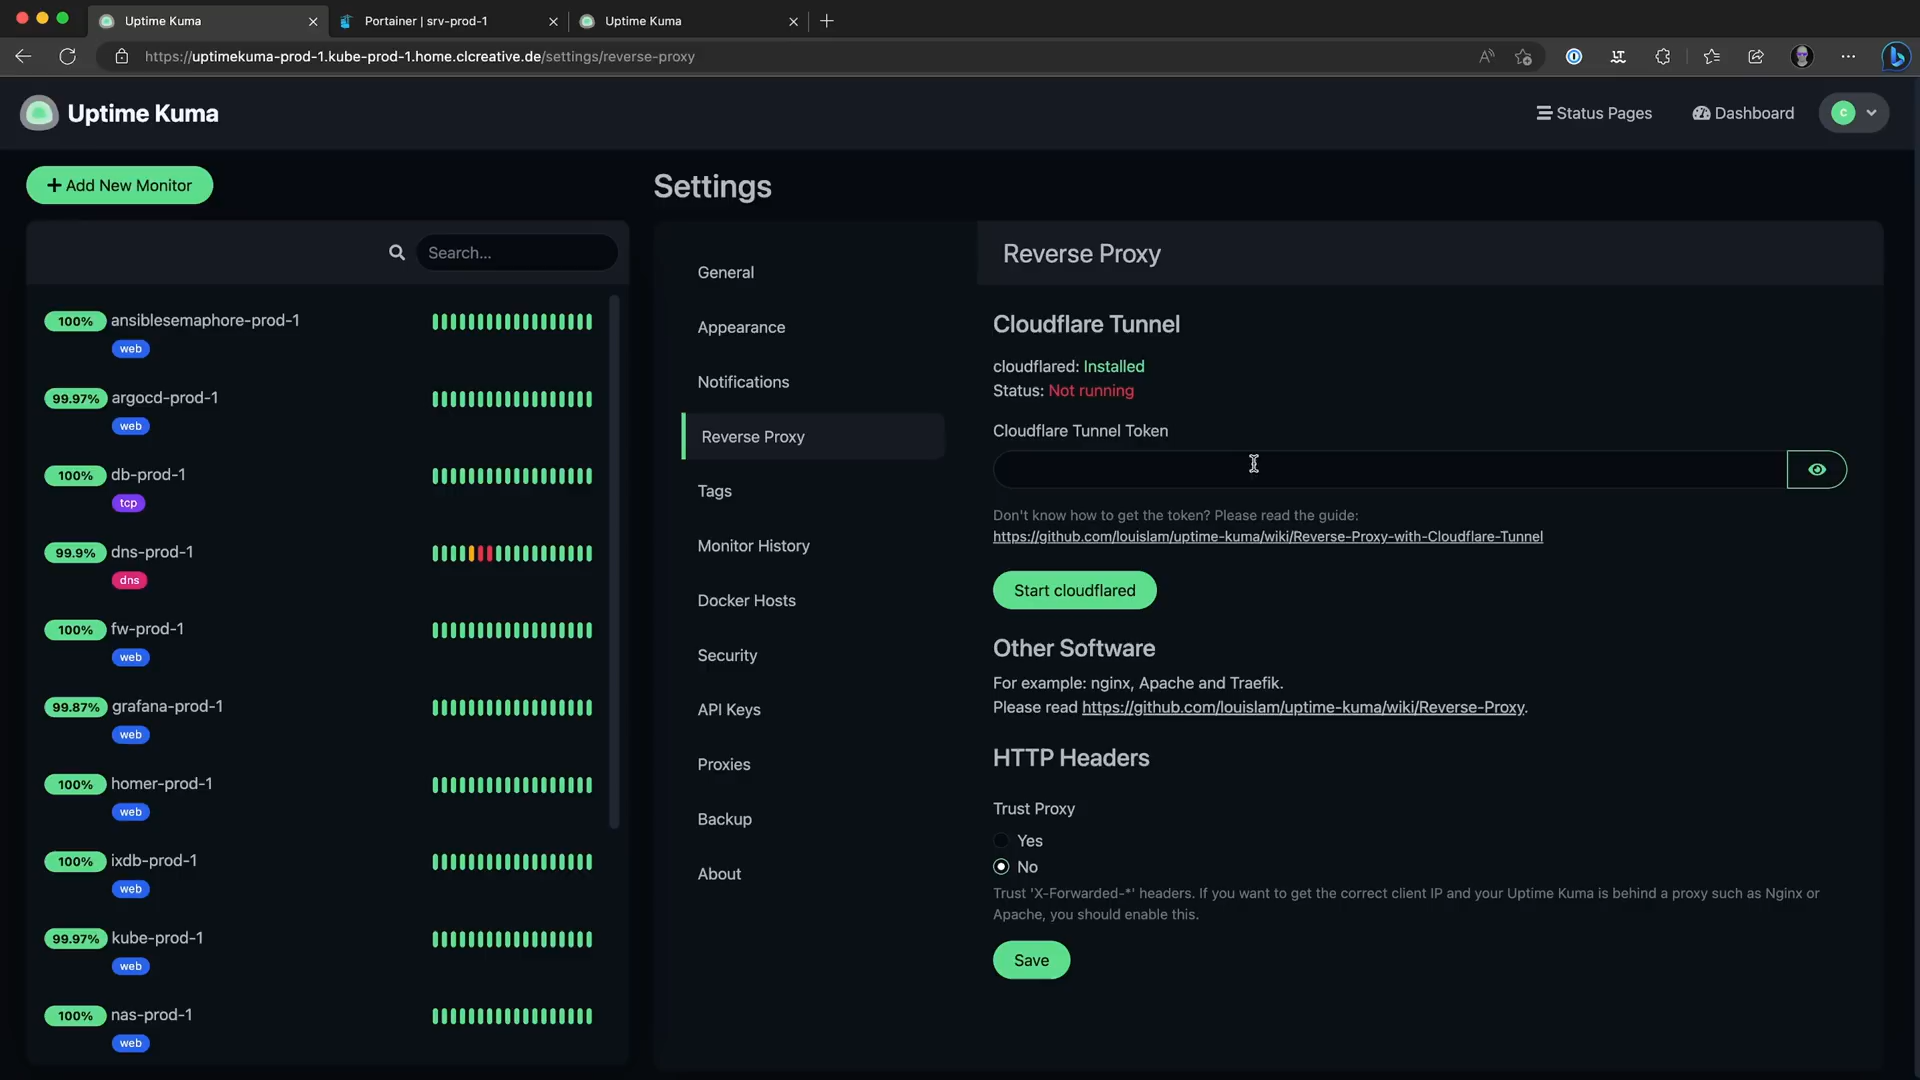 Uptime Kuma
Portainer | srv-prod-1
Uptime Kuma
https://uptimekuma-prod-1.kube-prod-1.home.clcreative.de/settings/reverse-proxy
Uptime Kuma
Status Pages
Dashboard
C
+ Add New Monitor
Search...
100% ansiblesemaphore-prod-1
web
99.97% argocd-prod-1
web
100% db-prod-1
tcp
99.9% dns-prod-1
dns
100% fw-prod-1
web
99.87% grafana-prod-1
web
100% homer-prod-1
web
100% ixdb-prod-1
web
99.97% kube-prod-1
web
100% nas-prod-1
web
Settings
General
Appearance
Notifications
Reverse Proxy
Tags
Monitor History
Docker Hosts
Security
API Keys
Proxies
Backup
About
Reverse Proxy
Cloudflare Tunnel
cloudflared: Installed
Status: Not running
Cloudflare Tunnel Token
Don't know how to get the token? Please read the guide:
https://github.com/louislam/uptime-kuma/wiki/Reverse-Proxy-with-Cloudflare-Tunnel
Start cloudflared
Other Software
For example: nginx, Apache and Traefik.
Please read https://github.com/louislam/uptime-kuma/wiki/Reverse-Proxy.
HTTP Headers
Trust Proxy
Yes
No
Trust 'X-Forwarded-*' headers. If you want to get the correct client IP and your Uptime Kuma is behind a proxy such as Nginx or
Apache, you should enable this.
Save